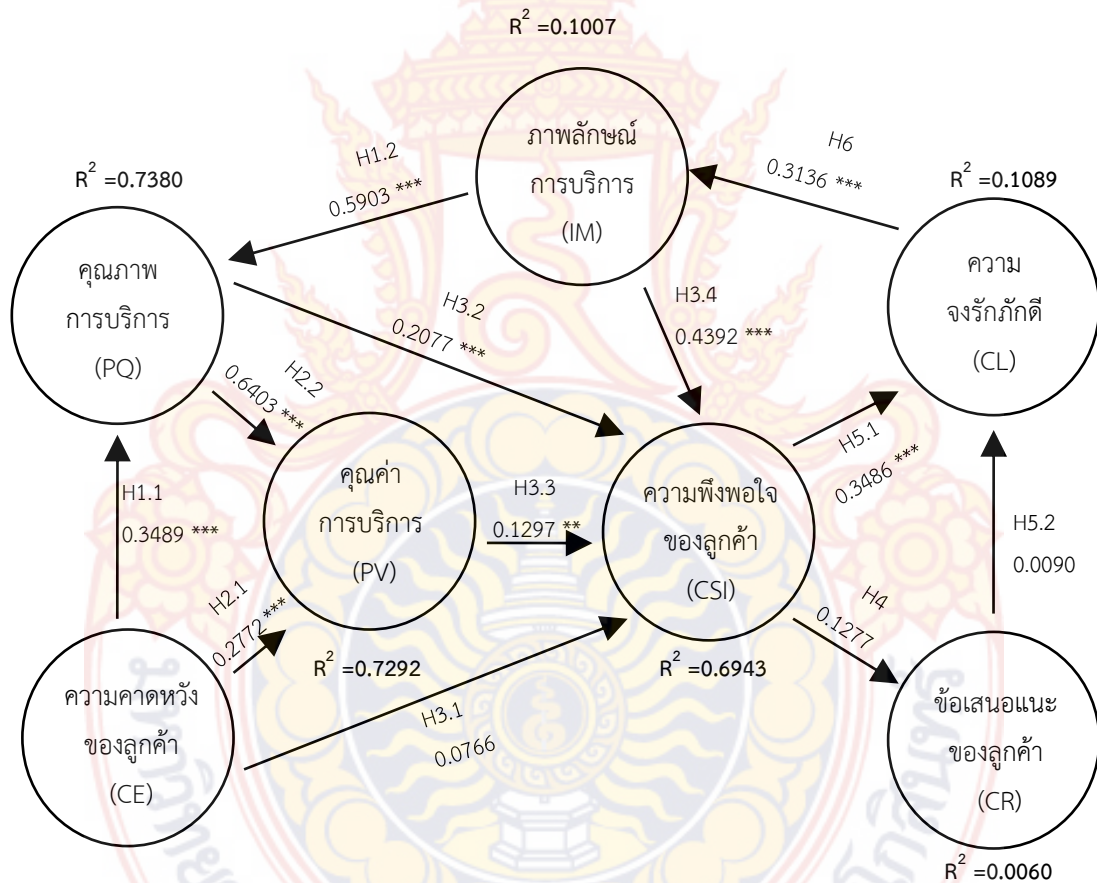 R² =0.1007
ภาพลักษณ์
การบริการ
(IM)
H1.2
0.5903 ***
H6
0.3136 ***
R² =0.7380
คุณภาพ
การบริการ
(PQ)
R² =0.1089
ความ
จงรักภักดี
(CL)
H3.2
0.2077 ***
H3.4
0.4392 ***
H2.2
0.6403 ***
คุณค่า
การบริการ
(PV)
H3.3
0.1297 **
ความพึงพอใจ
ของลูกค้า
(CSI)
H5.1
0.3486 ***
H1.1
0.3489 ***
H5.2
0.0090
H2.1
0.2772 ***
H4
0.1277
R² =0.7292
R² =0.6943
ความคาดหวัง
ของลูกค้า
(CE)
H3.1
0.0766
ข้อเสนอแนะ
ของลูกค้า
(CR)
R² =0.0060